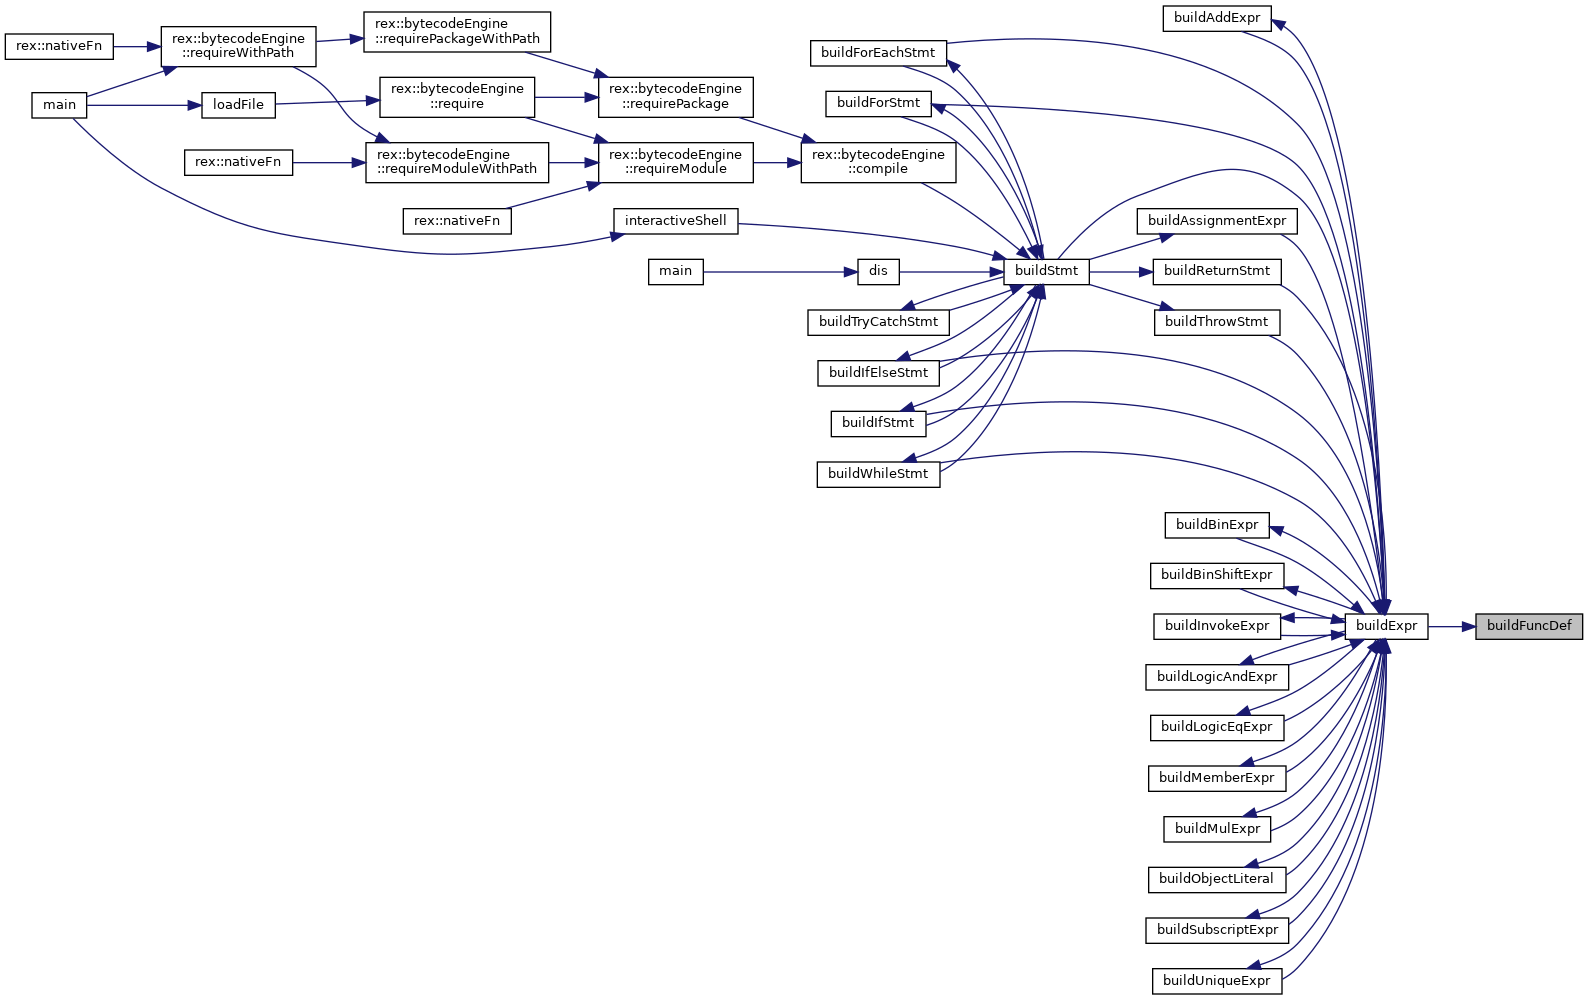 buildAddExpr
rex::bytecodeEngine
::requirePackageWithPath
rex::nativeFn
rex::bytecodeEngine
::requireWithPath
buildForEachStmt
main
loadFile
rex::bytecodeEngine
::require
rex::bytecodeEngine
::requirePackage
buildForStmt
rex::nativeFn
rex::bytecodeEngine
::requireModuleWithPath
rex::bytecodeEngine
::requireModule
rex::bytecodeEngine
::compile
rex::nativeFn
interactiveShell
buildAssignmentExpr
main
dis
buildStmt
buildReturnStmt
buildTryCatchStmt
buildThrowStmt
buildIfElseStmt
buildIfStmt
buildWhileStmt
buildBinExpr
buildBinShiftExpr
buildInvokeExpr
buildExpr
buildFuncDef
buildLogicAndExpr
buildLogicEqExpr
buildMemberExpr
buildMulExpr
buildObjectLiteral
buildSubscriptExpr
buildUniqueExpr